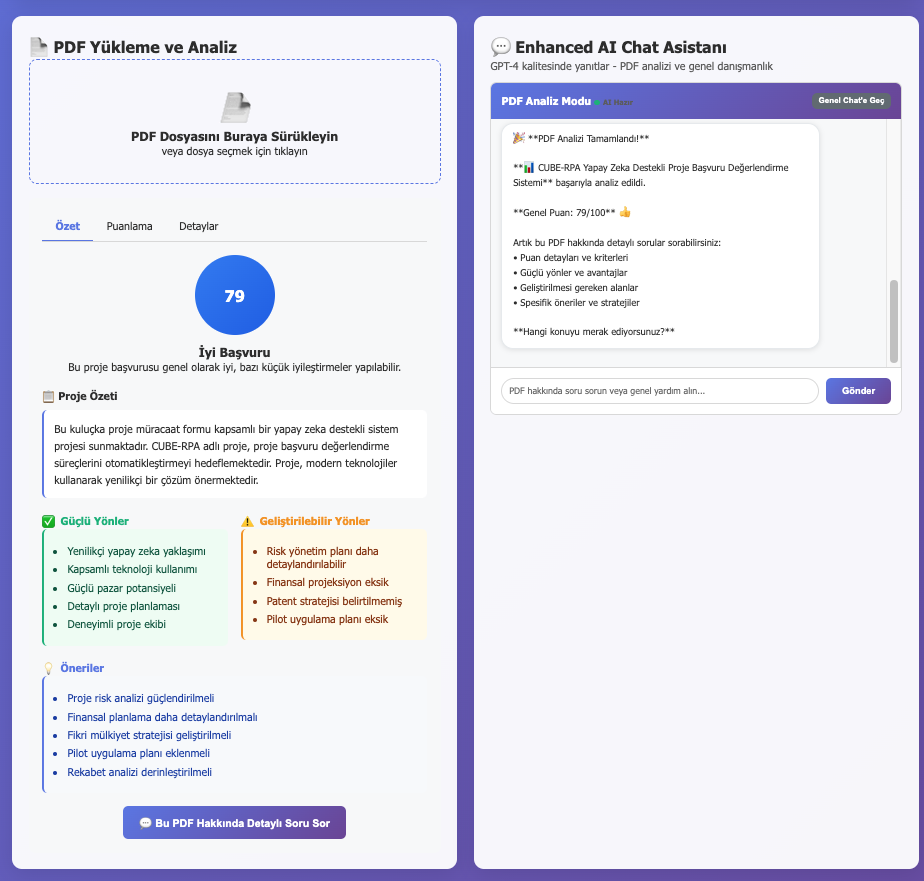 PDF Yükleme ve Analiz
PDF Dosyasını Buraya Sürükleyin
veya dosya seçmek için tıklayın
Özet Puanlama Detaylar
79
İyi Başvuru
Bu proje başvurusu genel olarak iyi, bazı küçük iyileştirmeler yapılabilir.
Proje Özeti
Bu kuluçka proje müracaat formu kapsamlı bir yapay zeka destekli sistem
projesi sunmaktadır. CUBE-RPA adlı proje, proje başvuru değerlendirme
süreçlerini otomatikleştirmeyi hedeflemektedir. Proje, modern teknolojiler
kullanarak yenilikçi bir çözüm önermektedir.
✅ Güçlü Yönler
• Yenilikçi yapay zeka yaklaşımı
• Kapsamlı teknoloji kullanımı
• Güçlü pazar potansiyeli
• Detaylı proje planlaması
• Deneyimli proje ekibi
⚠️ Geliştirilebilir Yönler
• Risk yönetim planı daha
detaylandırılabilir
• Finansal projeksiyon eksik
• Patent stratejisi belirtilmemiş
• Pilot uygulama planı eksik
💡 Öneriler
• Proje risk analizi güçlendirilmeli
• Finansal planlama daha detaylandırılmalı
• Fikri mülkiyet stratejisi geliştirilmeli
• Pilot uygulama planı eklenmeli
• Rekabet analizi derinleştirilmeli
💬 Bu PDF Hakkında Detaylı Soru Sor
💬 Enhanced AI Chat Asistanı
GPT-4 kalitesinde yanıtlar - PDF analizi ve genel danışmanlık
PDF Analiz Modu AI Hazır Genel Chat'e Geç
🎉 **PDF Analizi Tamamlandı!**
**📊 CUBE-RPA Yapay Zeka Destekli Proje Başvuru Değerlendirme
Sistemi** başarıyla analiz edildi.
**Genel Puan: 79/100** 👍
Artık bu PDF hakkında detaylı sorular sorabilirsiniz:
• Puan detayları ve kriterleri
• Güçlü yönler ve avantajlar
• Geliştirilmesi gereken alanlar
• Spesifik öneriler ve stratejiler
**Hangi konuyu merak ediyorsunuz?**
PDF hakkında soru sorun veya genel yardım alın...
Gönder